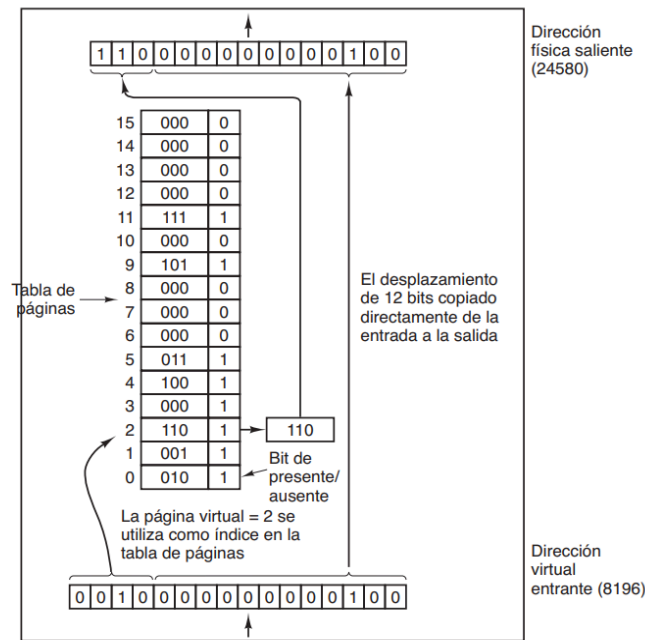 Dirección
física saliente
(24580)
1 1 0 0 0 0 0 0 0 0 0 0 1 0 0
15 000 0
14 000 0
13 000 0
12 000 0
11 111 1
10 000 0
9 101 1
8 000 0
7 000 0
6 000 0
5 011 1
4 100 1
3 000 1
2 110 1 110
1 001 1
0 010 1
Tabla de
páginas
El desplazamiento
de 12 bits copiado
directamente de la
entrada a la salida
Bit de
presente/
ausente
La página virtual = 2 se
utiliza como índice en la
tabla de páginas
0 0 1 0 0 0 0 0 0 0 0 0 0 1 0 0
Dirección
virtual
entrante (8196)